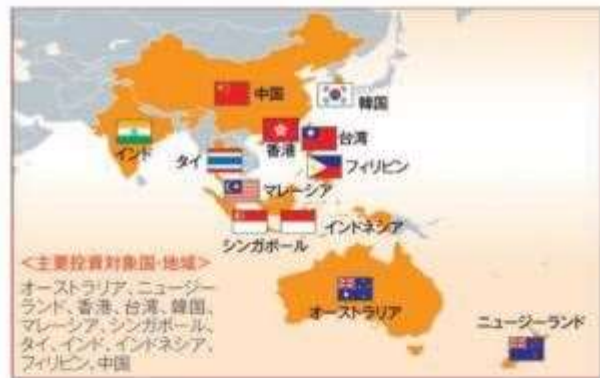 中国
韓国
香港
台湾
インド
タイ
フィリピン
マレーシア
シンガポール
インドネシア
<主要投資対象国・地域>
オーストラリア、ニュージー
ランド、香港、台湾、韓国、
マレーシア、シンガポール、
タイ、インド、インドネシア、
フィリピン、中国
オーストラリア
ニュージーランド